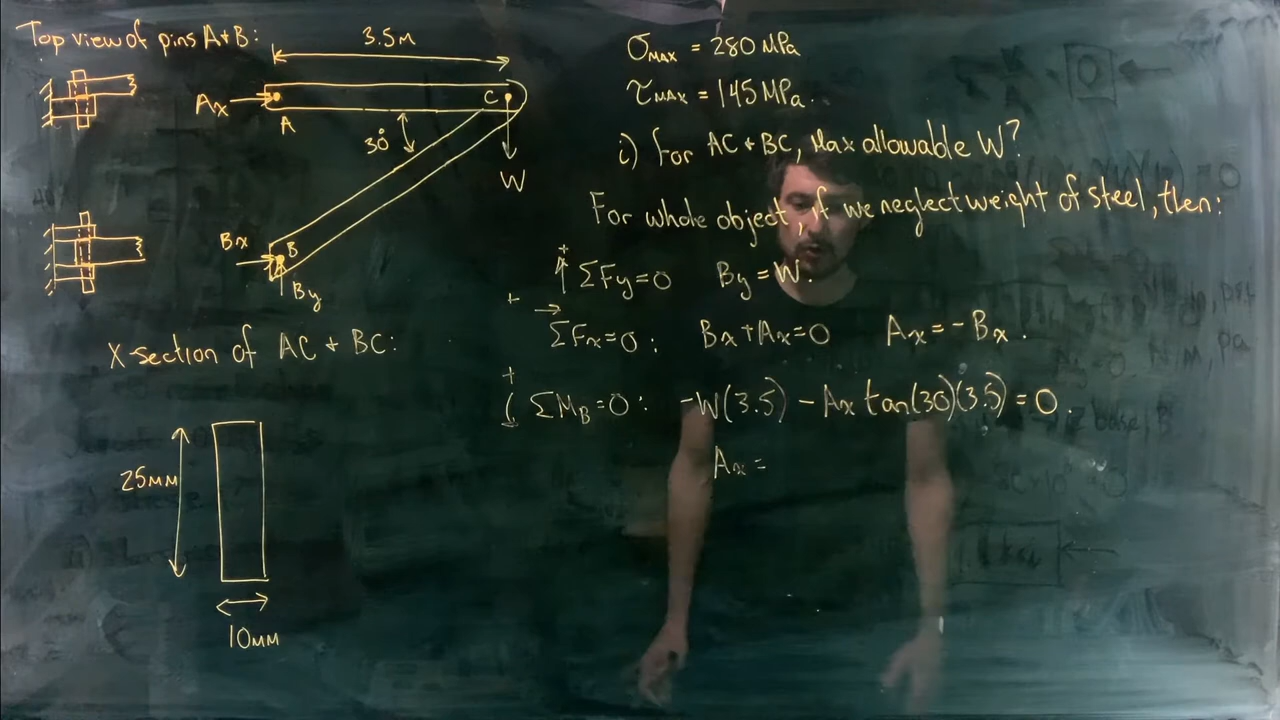 Top view of pins A+B:
3.5m
Ax
A
C
30°
W
Bx
B
By
X-section of AC + BC:
25mm
10mm
σMAX = 280 MPa
τMAX = 145 MPa.
i) for AC + BC, Max allowable W?
For whole object, if we neglect weight of steel, then:
+↑ ΣFy=0 By = W.
+→ ΣFx=0: Bx+Ax=0 Ax = -Bx.
+ ΣMB=0: -W(3.5) - Ax tan(30)(3.5) = 0.
Ax =